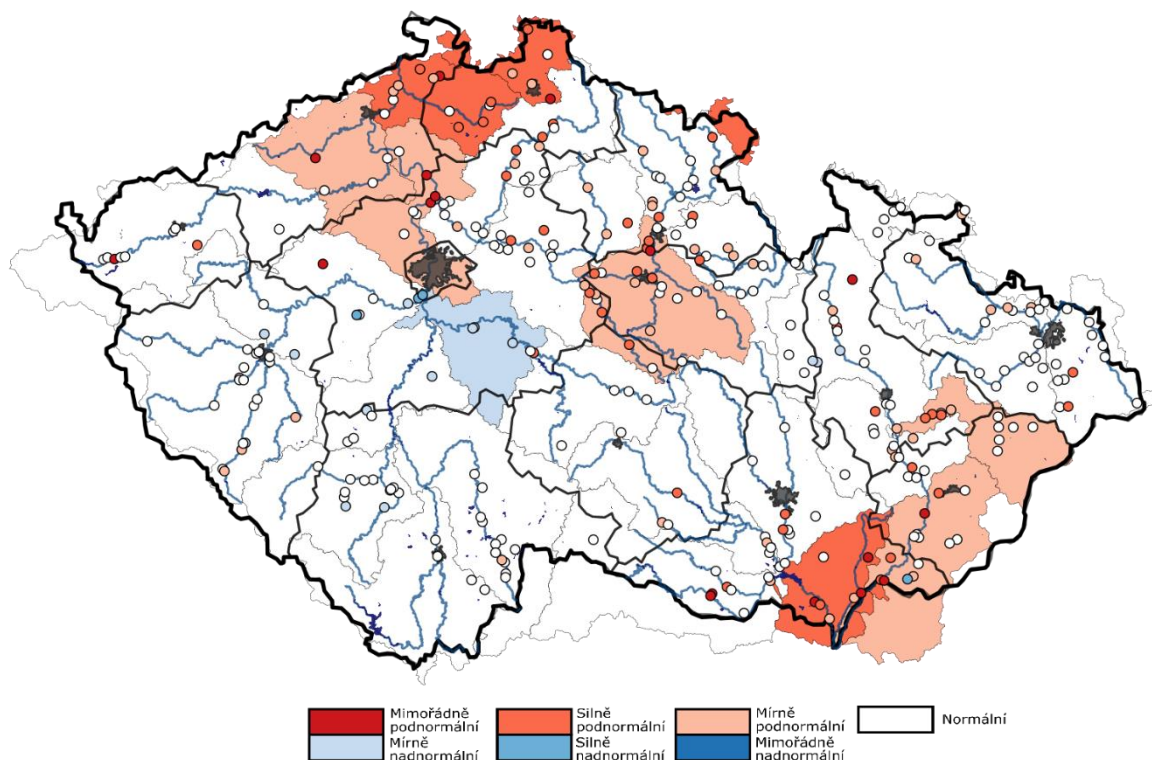 Mimořádně
podnormální
Silně
podnormální
Mírně
podnormální
Normální
Mírně
nadnormální
Silně
nadnormální
Mimořádně
nadnormální